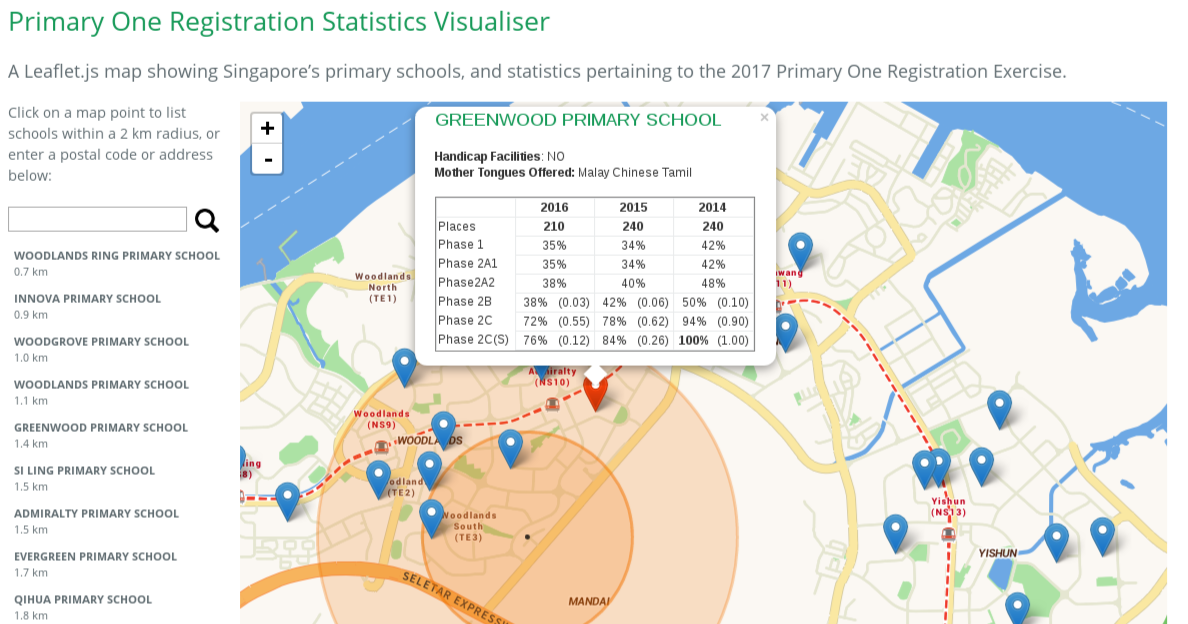 Primary One Registration Statistics Visualiser
A Leaflet.js map showing Singapore's primary schools, and statistics pertaining to the 2017 Primary One Registration Exercise.
Click on a map point to list
schools within a 2 km radius, or
enter a postal code or address
below:
WOODLANDS RING PRIMARY SCHOOL
0.7 km
INNOVA PRIMARY SCHOOL
0.9 km
WOODGROVE PRIMARY SCHOOL
1.0 km
WOODLANDS PRIMARY SCHOOL
1.1 km
GREENWOOD PRIMARY SCHOOL
1.4 km
SI LING PRIMARY SCHOOL
1.5 km
ADMIRALTY PRIMARY SCHOOL
1.5 km
EVERGREEN PRIMARY SCHOOL
1.7 km
QIHUA PRIMARY SCHOOL
1.8 km
+
-
GREENWOOD PRIMARY SCHOOL ×
Handicap Facilities: NO
Mother Tongues Offered: Malay Chinese Tamil
2016 2015 2014
Places 210 240 240
Phase 1 35% 34% 42%
Phase 2A1 35% 34% 42%
Phase2A2 38% 40% 48%
Phase 2B 38% (0.03) 42% (0.06) 50% (0.10)
Phase 2C 72% (0.55) 78% (0.62) 94% (0.90)
Phase 2C(S) 76% (0.12) 84% (0.26) 100% (1.00)
Woodlands
North
(TE1)
wang
11)
(NS10)
Woodlands
(NS9)
ing
8)
odland
(TE2)
Woodlands
South
(TE3)
Yishun
(NS13)
YISHUN
SELETAR
MANDAI